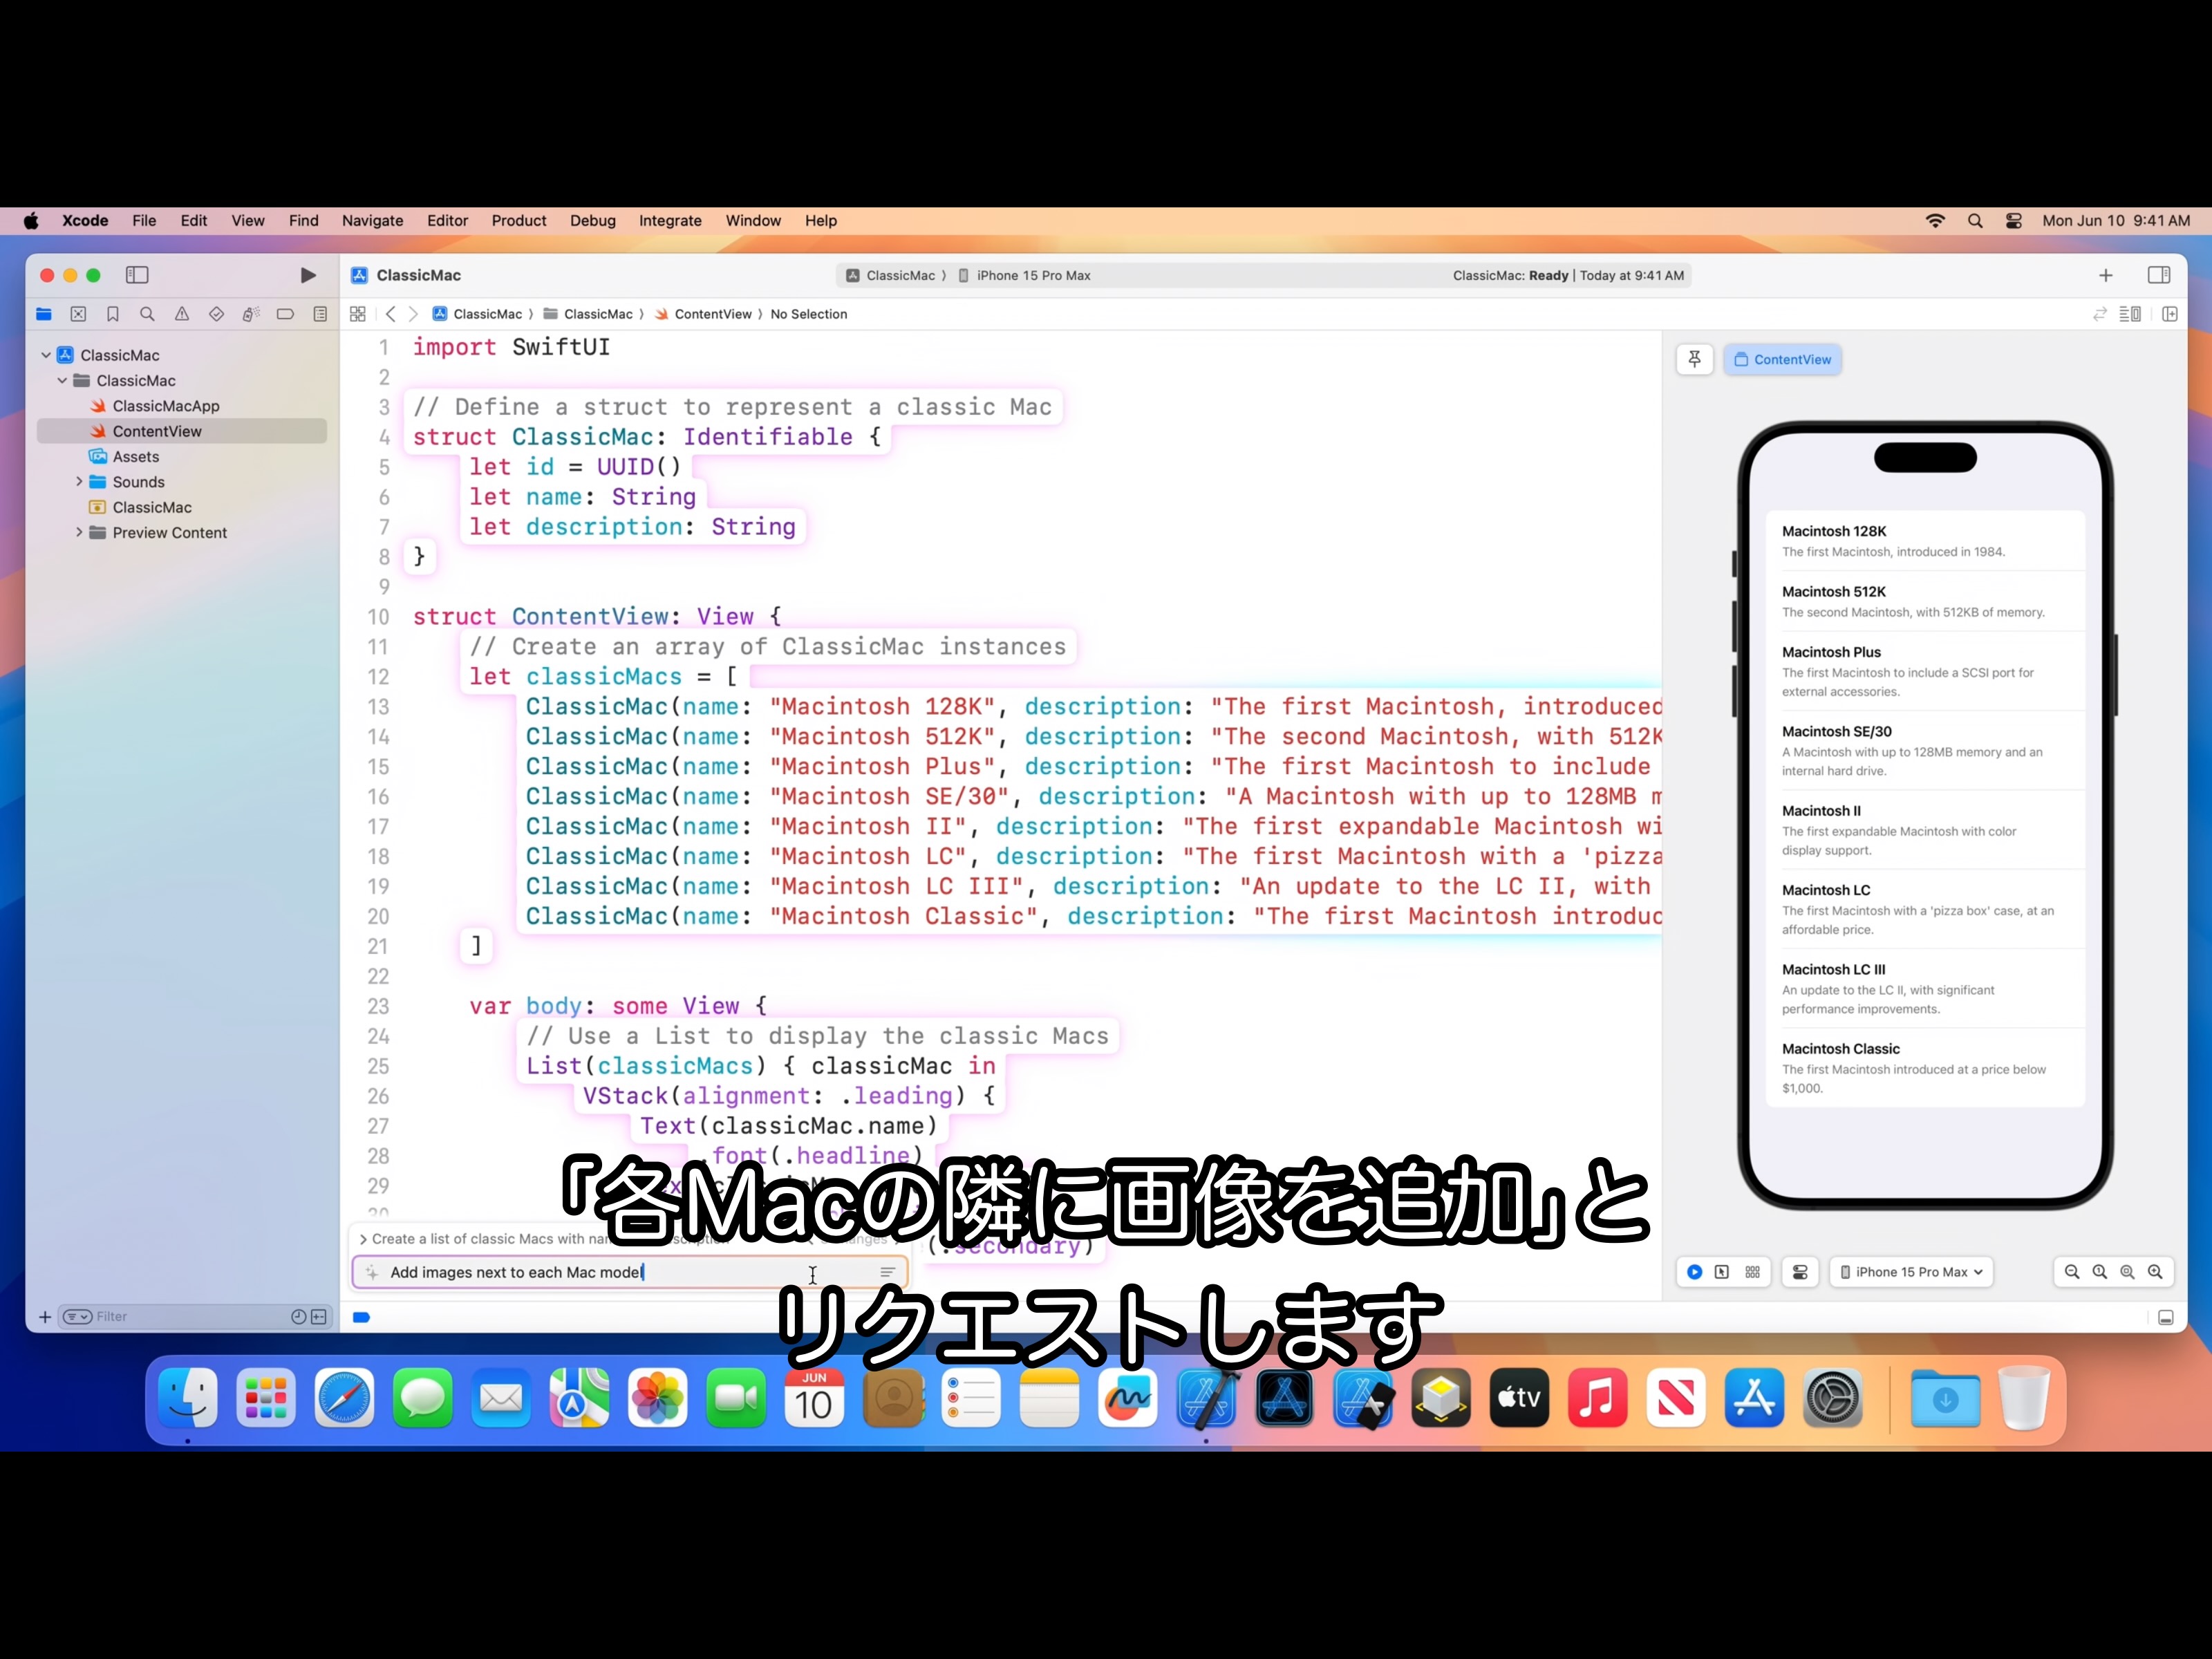 Xcode File Edit View Find Navigate Editor Product Debug Integrate Window Help
Mon Jun 10 9:41 AM
ClassicMac
ClassicMac 〉 iPhone 15 Pro Max
ClassicMac: Ready | Today at 9:41 AM
ClassicMac 〉 ClassicMac 〉 ContentView 〉 No Selection
ClassicMac
ClassicMac
ClassicMacApp
ContentView
Assets
Sounds
ClassicMac
Preview Content
Filter
1 import SwiftUI
2
3 // Define a struct to represent a classic Mac
4 struct ClassicMac: Identifiable {
5 let id = UUID()
6 let name: String
7 let description: String
8 }
9
10 struct ContentView: View {
11 // Create an array of ClassicMac instances
12 let classicMacs = [
13 ClassicMac(name: "Macintosh 128K", description: "The first Macintosh, introduced
14 ClassicMac(name: "Macintosh 512K", description: "The second Macintosh, with 512K
15 ClassicMac(name: "Macintosh Plus", description: "The first Macintosh to include
16 ClassicMac(name: "Macintosh SE/30", description: "A Macintosh with up to 128MB m
17 ClassicMac(name: "Macintosh II", description: "The first expandable Macintosh wi
18 ClassicMac(name: "Macintosh LC", description: "The first Macintosh with a 'pizza
19 ClassicMac(name: "Macintosh LC III", description: "An update to the LC II, with
20 ClassicMac(name: "Macintosh Classic", description: "The first Macintosh introduc
21 ]
22
23 var body: some View {
24 // Use a List to display the classic Macs
25 List(classicMacs) { classicMac in
26 VStack(alignment: .leading) {
27 Text(classicMac.name)
28 .font(.headline)
29
30
(.secondary)
Create a list of classic Macs with
Add images next to each Mac model
ContentView
Macintosh 128K
The first Macintosh, introduced in 1984.
Macintosh 512K
The second Macintosh, with 512KB of memory.
Macintosh Plus
The first Macintosh to include a SCSI port for
external accessories.
Macintosh SE/30
A Macintosh with up to 128MB memory and an
internal hard drive.
Macintosh II
The first expandable Macintosh with color
display support.
Macintosh LC
The first Macintosh with a 'pizza box' case, at an
affordable price.
Macintosh LC III
An update to the LC II, with significant
performance improvements.
Macintosh Classic
The first Macintosh introduced at a price below
$1,000.
iPhone 15 Pro Max
「各Macの隣に画像を追加」と
リクエストします
JUN
10
tv